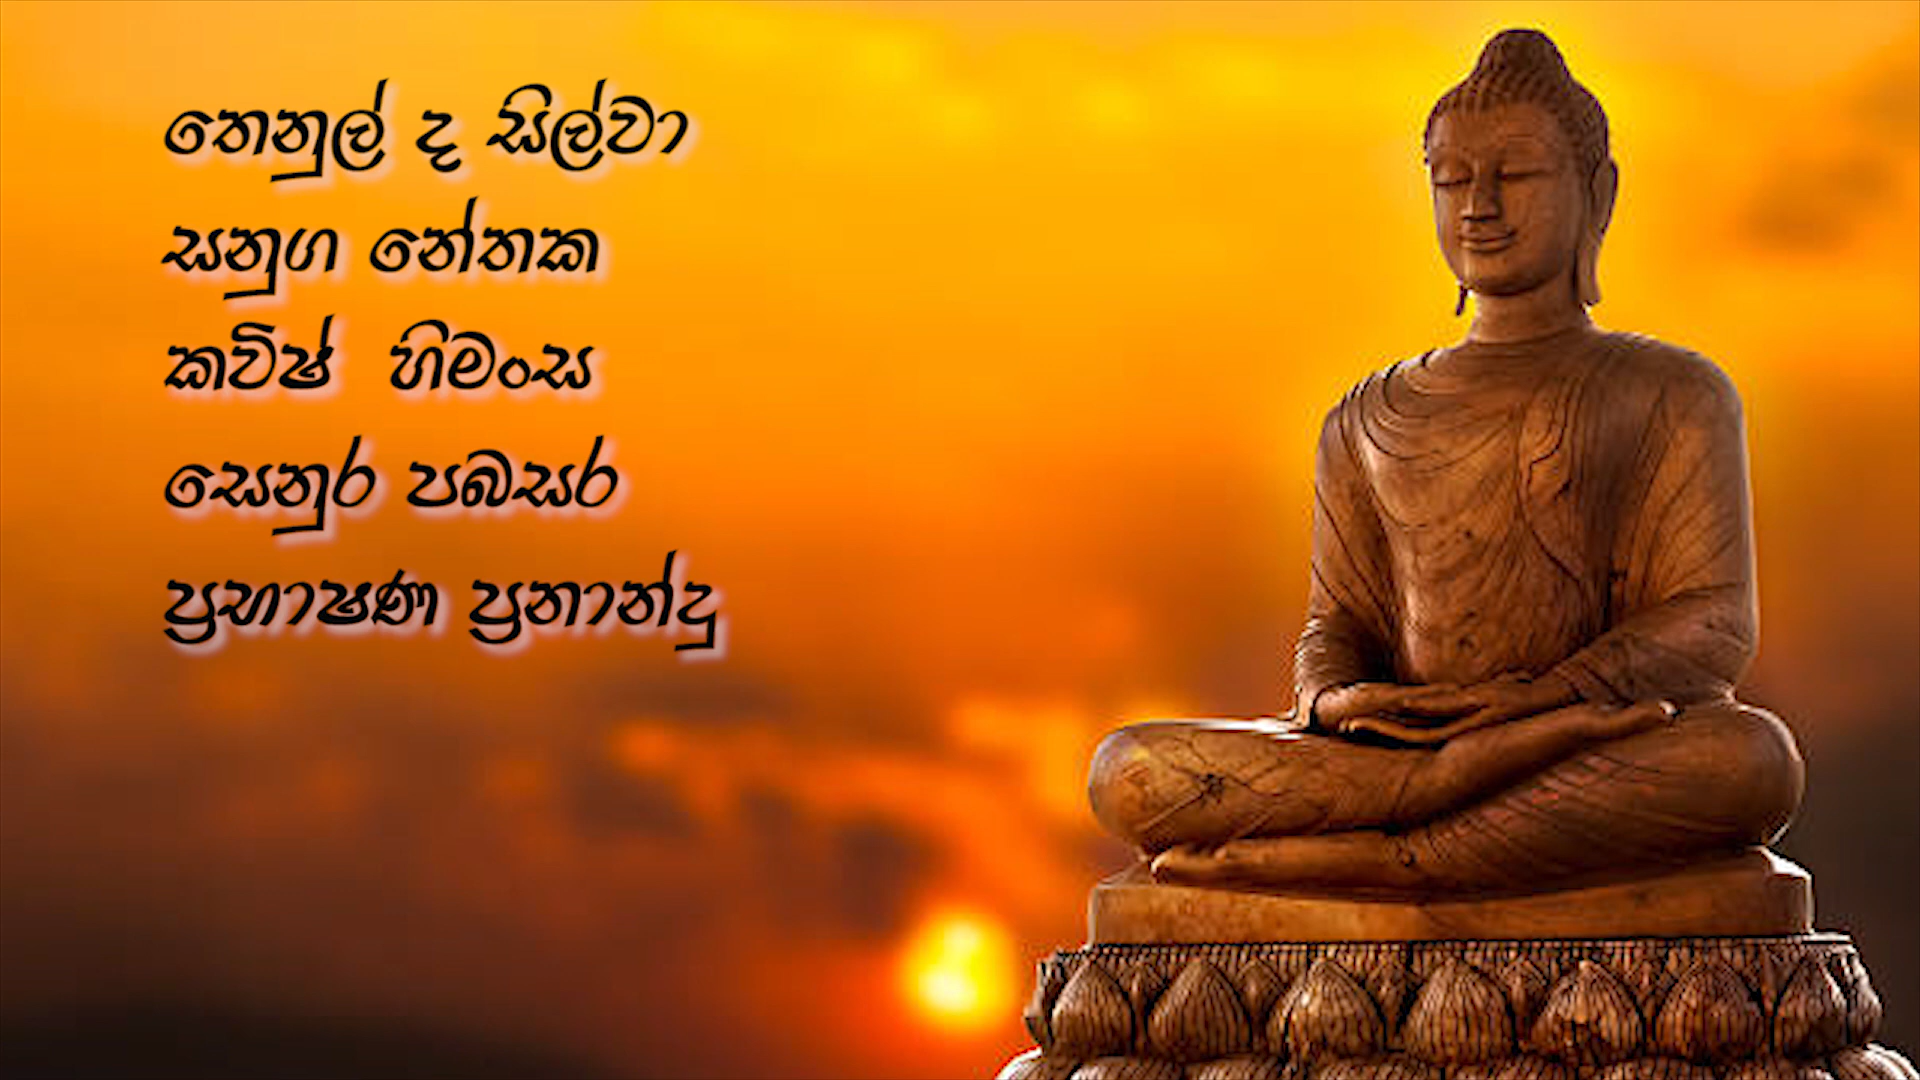 තෙනුල් ද සිල්වා
සනුග නේතක
කවිෂ් හිමංස
සෙනුර පබසර
ප්‍රභාෂණ ප්‍රනාන්දු